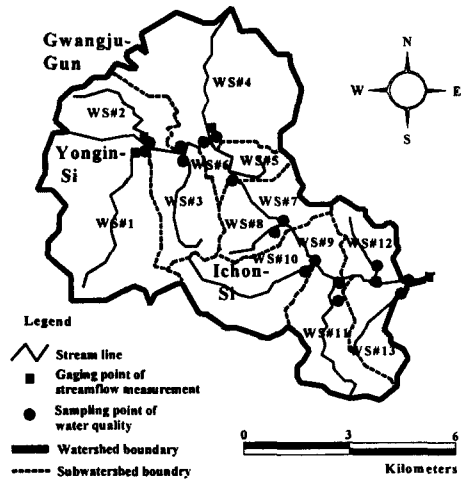 Gwangju-
Gun
WS#4
N
W
E
S
WS#2
Yongin-
Si
WS#6
WS#5
WS#1
WS#3
WS#7
WS#8
WS#9
WS#12
WS#10
Ichon-
Si
WS#11
WS#13
Legend
Stream line
Gaging point of
streamflow measurement
Sampling point of
water quality
Watershed boundary
Subwatershed boundry
0 3 6
Kilometers